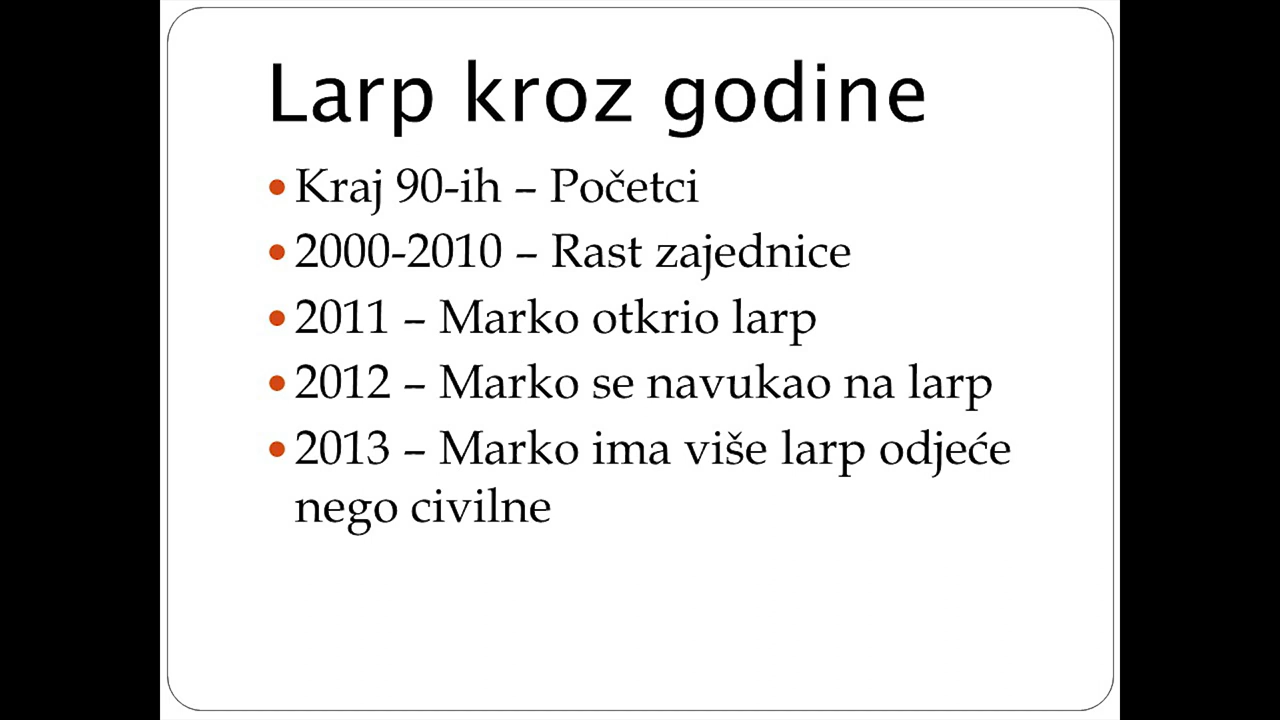 Larp kroz godine
Kraj 90-ih – Početci
2000-2010 – Rast zajednice
2011 – Marko otkrio larp
2012 – Marko se navukao na larp
2013 – Marko ima više larp odjeće
nego civilne